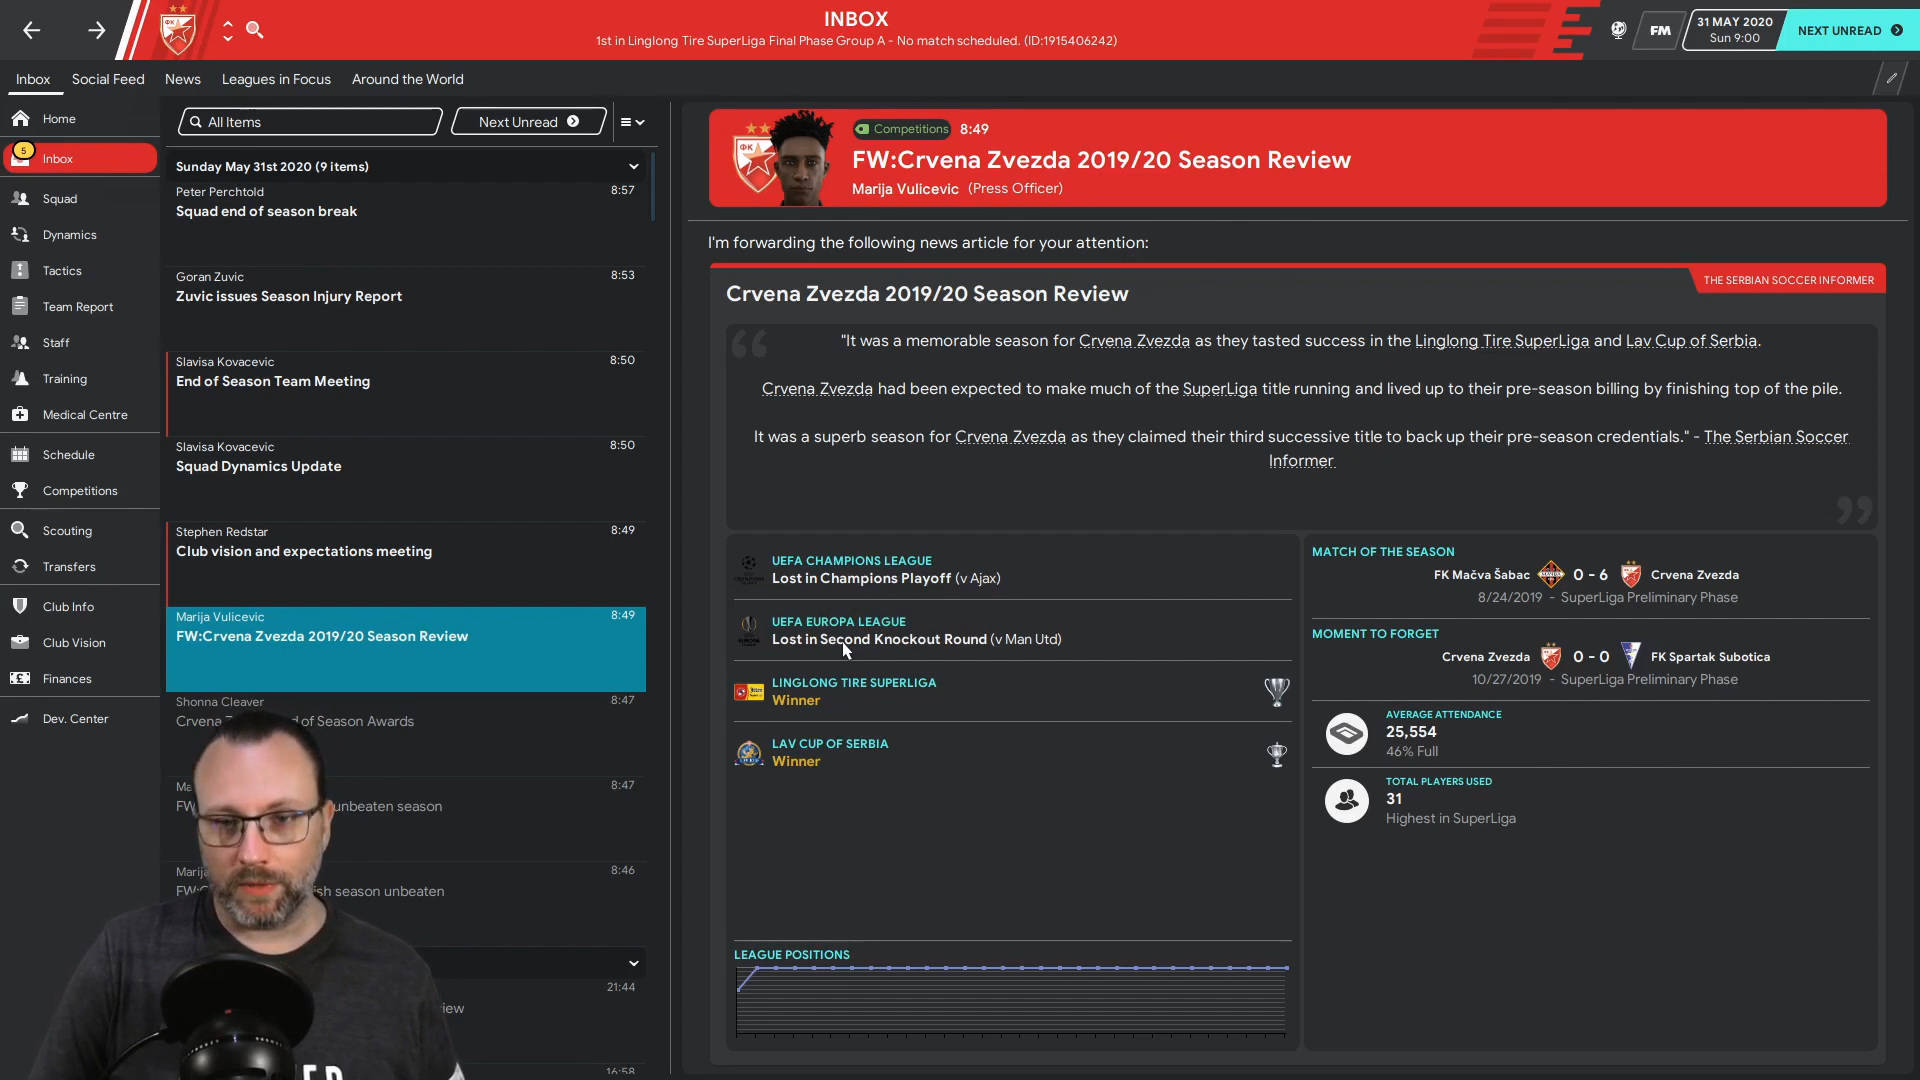 INBOX
1st in Linglong Tire SuperLiga Final Phase Group A - No match scheduled. (ID:1915406242)
FM
31 MAY 2020
Sun 9:00
NEXT UNREAD
Inbox
Social Feed
News
Leagues in Focus
Around the World
Home
5
Inbox
Squad
Dynamics
Tactics
Team Report
Staff
Training
Medical Centre
Schedule
Competitions
Scouting
Transfers
Club Info
Club Vision
Finances
Dev. Center
All Items
Next Unread
Sunday May 31st 2020 (9 items)
Peter Perchtold 8:57
Squad end of season break
Goran Zuvic 8:53
Zuvic issues Season Injury Report
Slavisa Kovacevic 8:50
End of Season Team Meeting
Slavisa Kovacevic 8:50
Squad Dynamics Update
Stephen Redstar 8:49
Club vision and expectations meeting
Marija Vulicevic 8:49
FW:Crvena Zvezda 2019/20 Season Review
Shonna Cleaver 8:47
Crvena d of Season Awards
Ma 8:47
FW unbeaten season
Marija 8:46
FW: ish season unbeaten
21:44
iew
16:58
Competitions 8:49
FW:Crvena Zvezda 2019/20 Season Review
Marija Vulicevic (Press Officer)
I'm forwarding the following news article for your attention:
THE SERBIAN SOCCER INFORMER
Crvena Zvezda 2019/20 Season Review
"It was a memorable season for Crvena Zvezda as they tasted success in the Linglong Tire SuperLiga and Lav Cup of Serbia.
Crvena Zvezda had been expected to make much of the SuperLiga title running and lived up to their pre-season billing by finishing top of the pile.
It was a superb season for Crvena Zvezda as they claimed their third successive title to back up their pre-season credentials." - The Serbian Soccer
Informer
UEFA CHAMPIONS LEAGUE
Lost in Champions Playoff (v Ajax)
UEFA EUROPA LEAGUE
Lost in Second Knockout Round (v Man Utd)
LINGLONG TIRE SUPERLIGA
Winner
LAV CUP OF SERBIA
Winner
LEAGUE POSITIONS
MATCH OF THE SEASON
FK Mačva Šabac 0 - 6 Crvena Zvezda
8/24/2019 - SuperLiga Preliminary Phase
MOMENT TO FORGET
Crvena Zvezda 0 - 0 FK Spartak Subotica
10/27/2019 - SuperLiga Preliminary Phase
AVERAGE ATTENDANCE
25,554
46% Full
TOTAL PLAYERS USED
31
Highest in SuperLiga